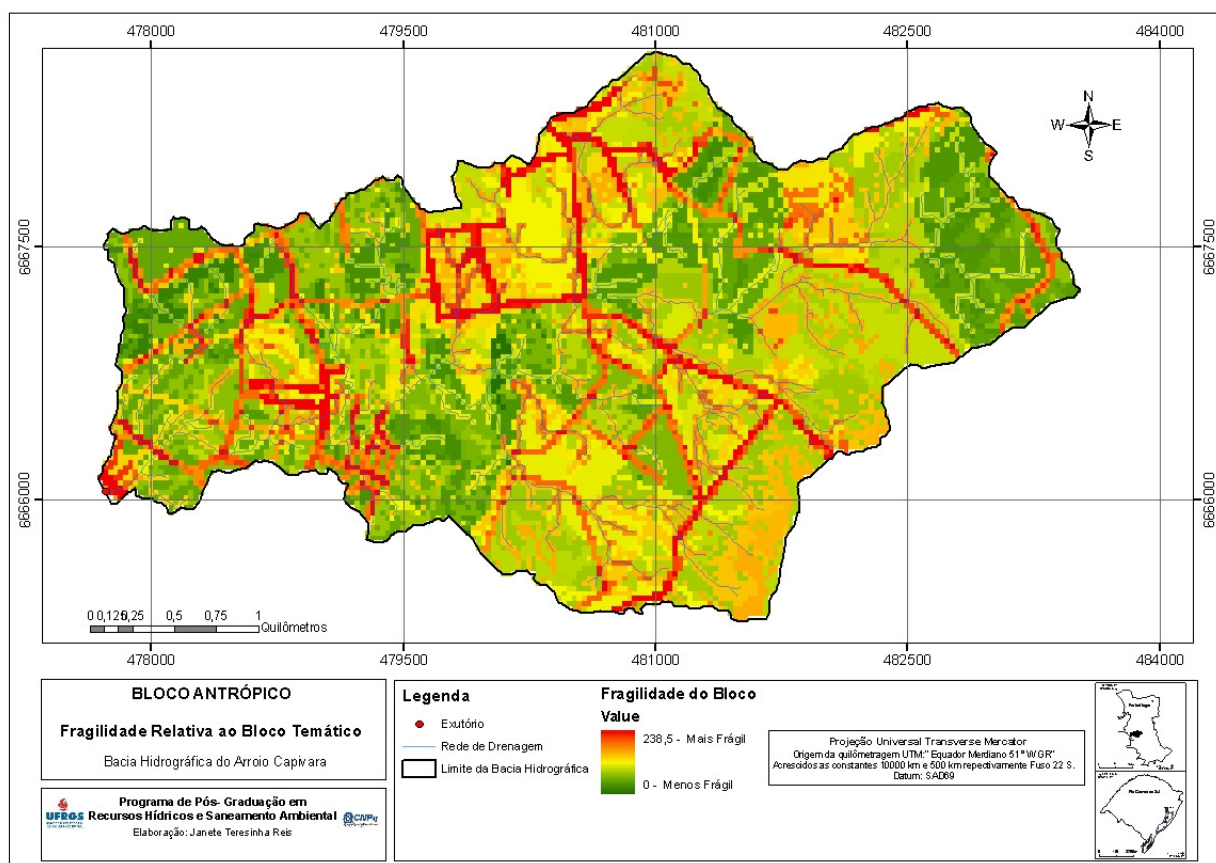 478000 479500 481000 482500 484000
6667500 6667500
N
W E
S
6666000 6666000
0 0,125 0,25 0,5 0,75 1
Quilômetros
478000 479500 481000 482500 484000
BLOCO ANTRÓPICO
Fragilidade Relativa ao Bloco Temático
Bacia Hidrográfica do Arroio Capivara
UFRGS
Programa de Pós- Graduação em
Recursos Hídricos e Saneamento Ambiental
Elaboração: Janete Teresinha Reis
CNPq
Legenda
Exutório
Rede de Drenagem
Limite da Bacia Hidrográfica
Fragilidade do Bloco
Value
238,5 - Mais Frágil
0 - Menos Frágil
Projeção Universal Transverse Mercator
Origem da quilômetragem UTM:" Equador Merdiano 51° WGR"
Acrescidos as constantes 10000 km e 500 km repectivamente Fuso 22 S.
Datum: SAD69